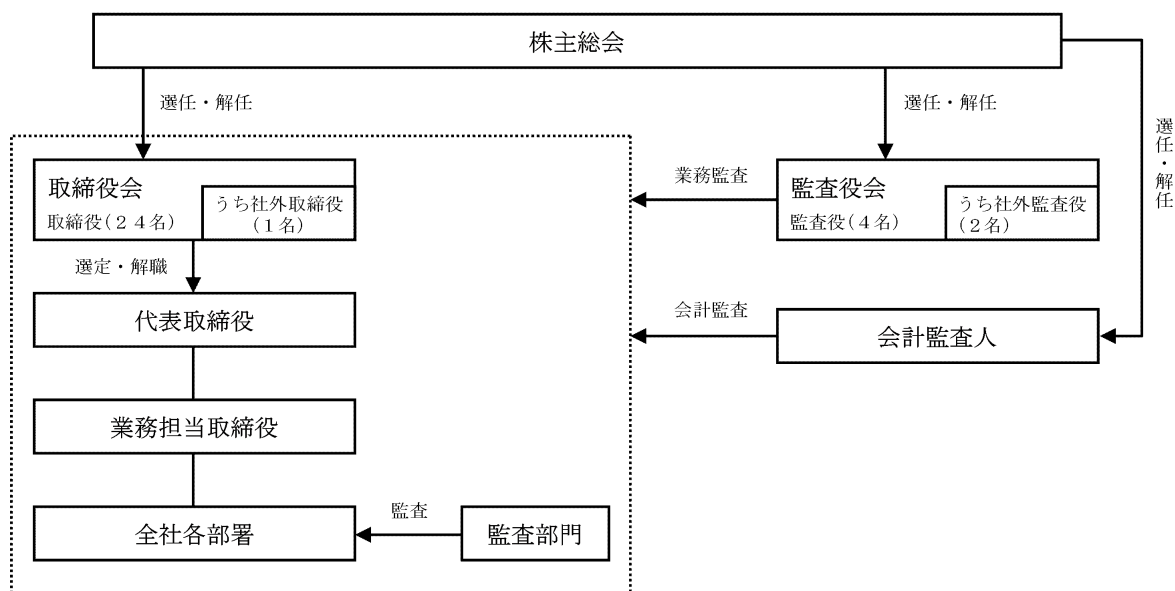 株主総会
選任・解任
選任・解任
選任・解任
取締役会
取締役(24名)
うち社外取締役
(1名)
業務監査
監査役会
監査役(4名)
うち社外監査役
(2名)
選定・解職
代表取締役
会計監査
会計監査人
業務担当取締役
全社各部署
監査
監査部門